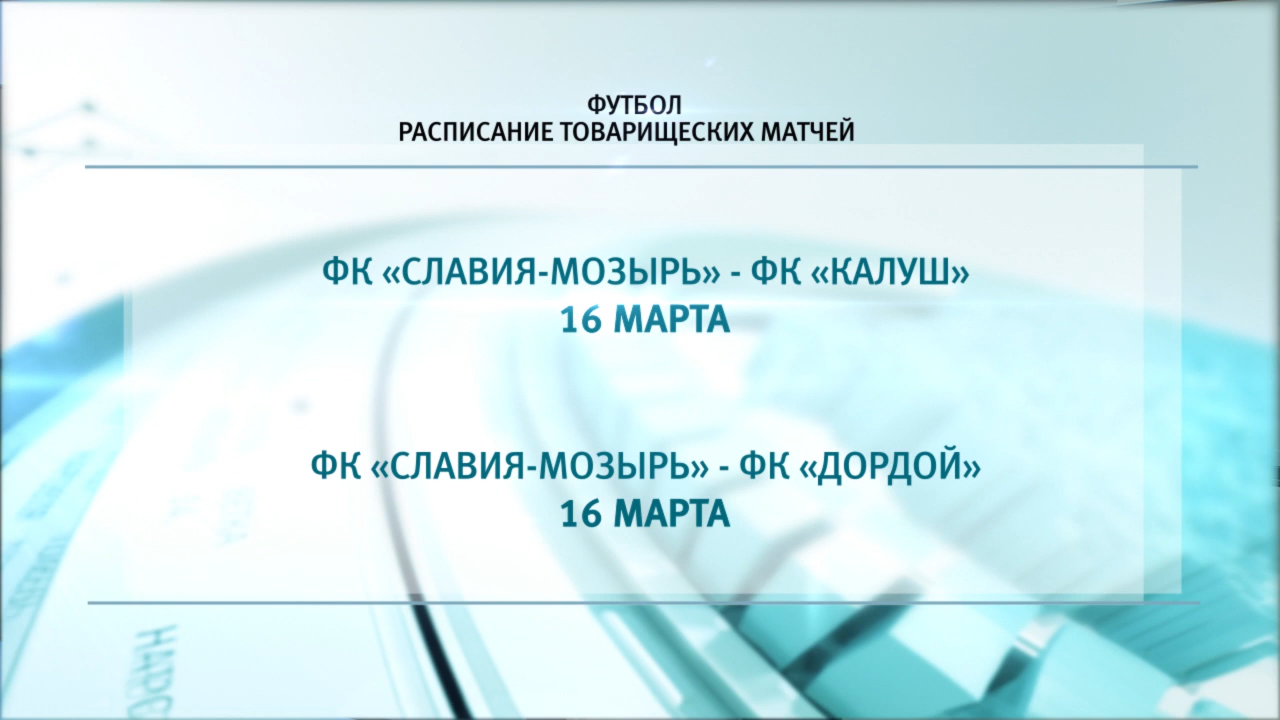 ФУТБОЛ
РАСПИСАНИЕ ТОВАРИЩЕСКИХ МАТЧЕЙ
ФК «СЛАВИЯ-МОЗЫРЬ» - ФК «КАЛУШ»
16 МАРТА
ФК «СЛАВИЯ-МОЗЫРЬ» - ФК «ДОРДОЙ»
16 МАРТА